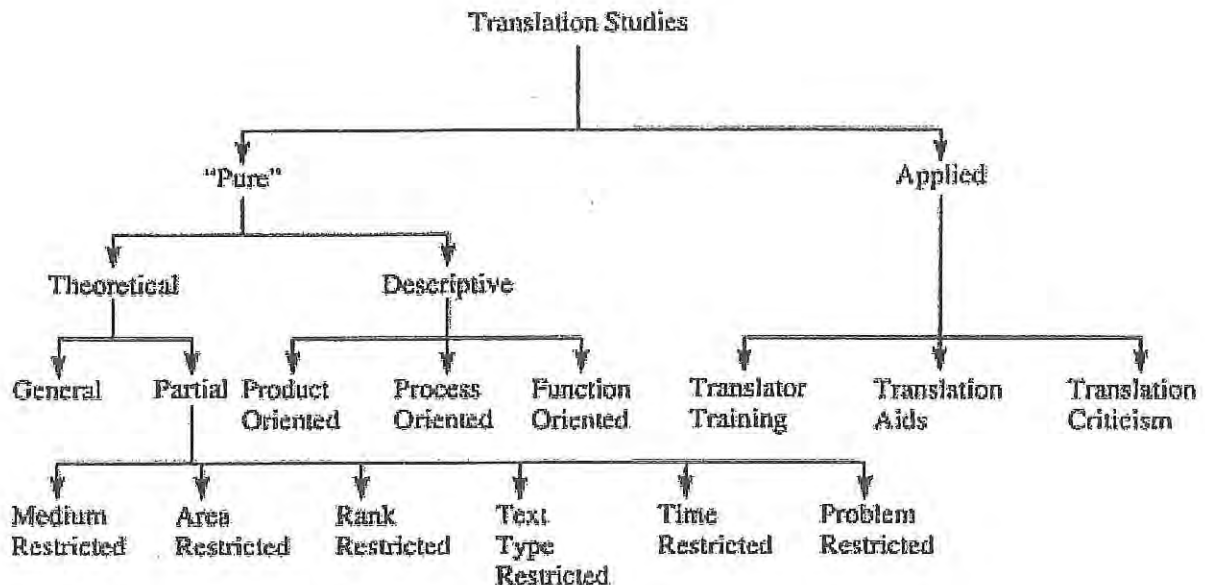 Translation Studies
“Pure”
Applied
Theoretical
Descriptive
General
Partial
Product
Oriented
Process
Oriented
Function
Oriented
Translator
Training
Translation
Aids
Translation
Criticism
Medium
Restricted
Area
Restricted
Rank
Restricted
Text
Type
Restricted
Time
Restricted
Problem
Restricted